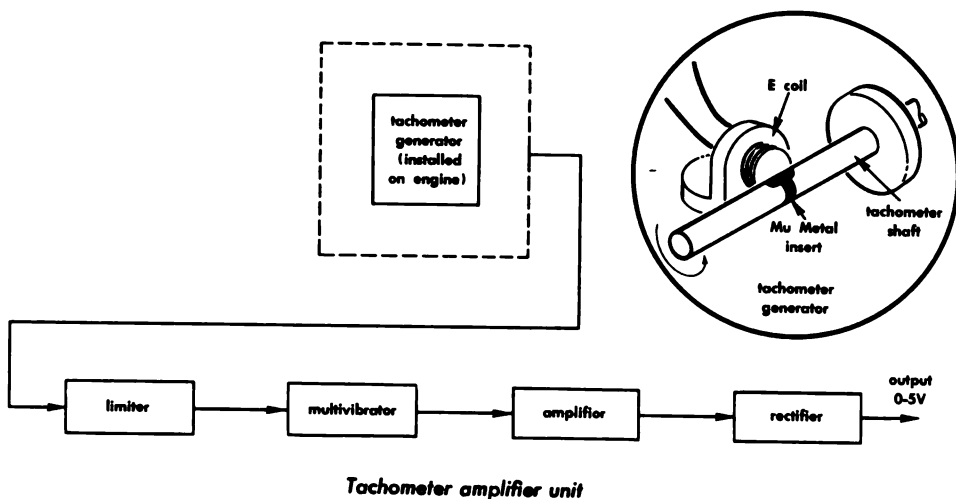 tachometer
generator
(installed
on engine)
E coil
Mu Metal
insert
tachometer
shaft
tachometer
generator
limiter
multivibrator
amplifior
rectifier
output
0-5V
Tachometer amplifier unit